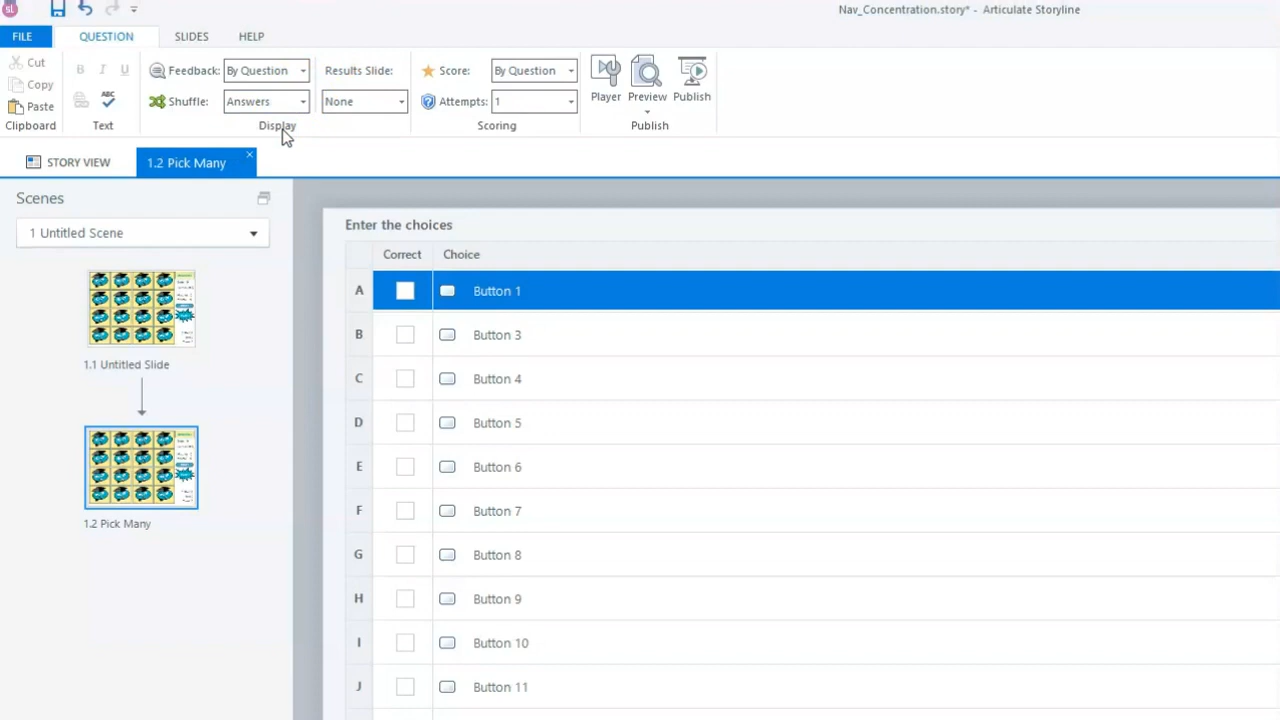 sl
Nav_Concentration.story* - Articulate Storyline
FILE QUESTION SLIDES HELP
Cut
Copy
Paste
Clipboard
B I U
ABC
Text
Feedback: By Question Results Slide:
Shuffle: Answers None
Display
Score: By Question
Attempts: 1
Scoring
Player Preview Publish
Publish
STORY VIEW 1.2 Pick Many
Scenes
1 Untitled Scene
1.1 Untitled Slide
1.2 Pick Many
Enter the choices
Correct Choice
A Button 1
B Button 3
C Button 4
D Button 5
E Button 6
F Button 7
G Button 8
H Button 9
I Button 10
J Button 11